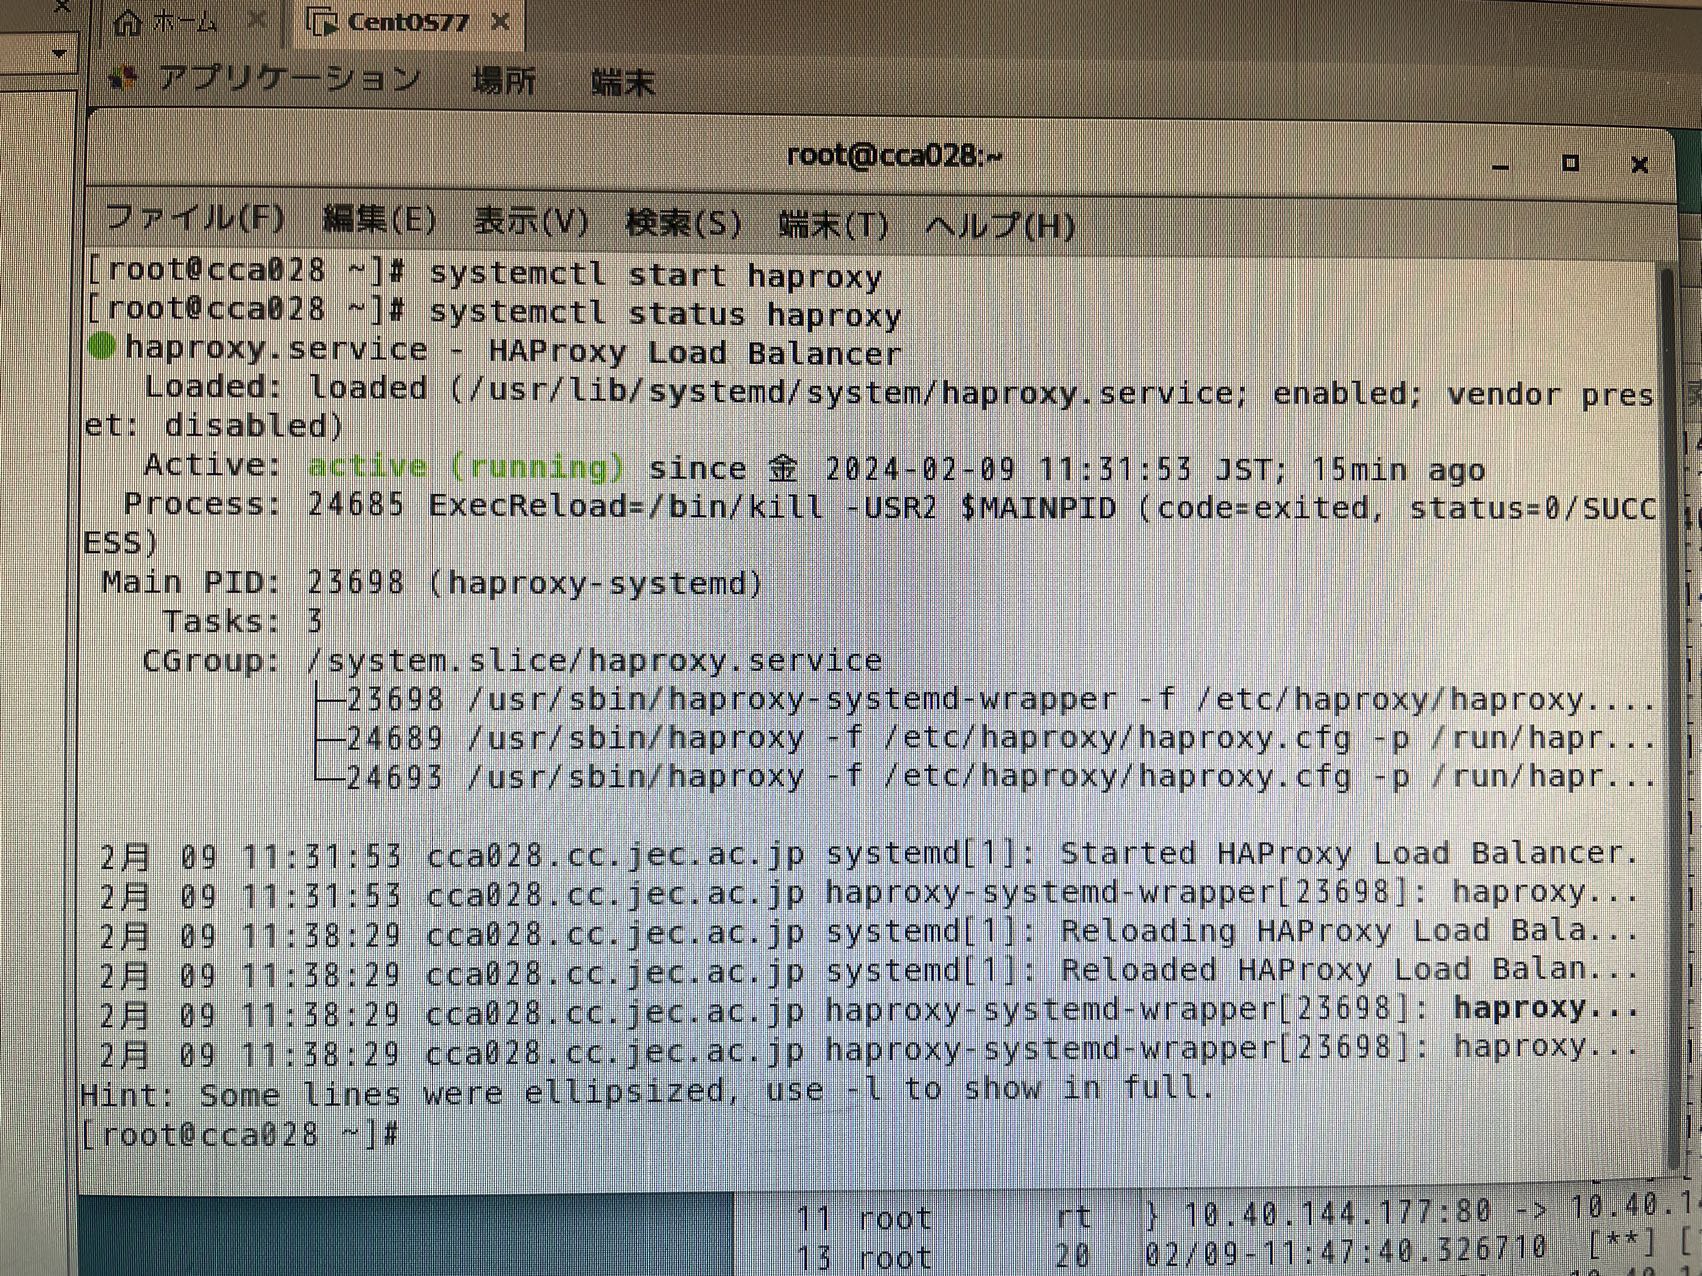 ホーム CentOS77
アプリケーション 場所 端末
root@cca028:~
ファイル(F) 編集(E) 表示(V) 検索(S) 端末(T) ヘルプ(H)
[root@cca028 ~]# systemctl start haproxy
[root@cca028 ~]# systemctl status haproxy
● haproxy.service - HAProxy Load Balancer
Loaded: loaded (/usr/lib/systemd/system/haproxy.service; enabled; vendor pres
et: disabled)
Active: active (running) since 金 2024-02-09 11:31:53 JST; 15min ago
Process: 24685 ExecReload=/bin/kill -USR2 $MAINPID (code=exited, status=0/SUCC
ESS)
Main PID: 23698 (haproxy-systemd)
Tasks: 3
CGroup: /system.slice/haproxy.service
├─23698 /usr/sbin/haproxy-systemd-wrapper -f /etc/haproxy/haproxy....
├─24689 /usr/sbin/haproxy -f /etc/haproxy/haproxy.cfg -p /run/hapr...
└─24693 /usr/sbin/haproxy -f /etc/haproxy/haproxy.cfg -p /run/hapr...
2月 09 11:31:53 cca028.cc.jec.ac.jp systemd[1]: Started HAProxy Load Balancer.
2月 09 11:31:53 cca028.cc.jec.ac.jp haproxy-systemd-wrapper[23698]: haproxy...
2月 09 11:38:29 cca028.cc.jec.ac.jp systemd[1]: Reloading HAProxy Load Bala...
2月 09 11:38:29 cca028.cc.jec.ac.jp systemd[1]: Reloaded HAProxy Load Balan...
2月 09 11:38:29 cca028.cc.jec.ac.jp haproxy-systemd-wrapper[23698]: haproxy...
2月 09 11:38:29 cca028.cc.jec.ac.jp haproxy-systemd-wrapper[23698]: haproxy...
Hint: Some lines were ellipsized, use -l to show in full.
[root@cca028 ~]#
11 root rt } 10.40.144.177:80 -> 10.40.1
13 root 20 02/09-11:47:40.326710 [**] [